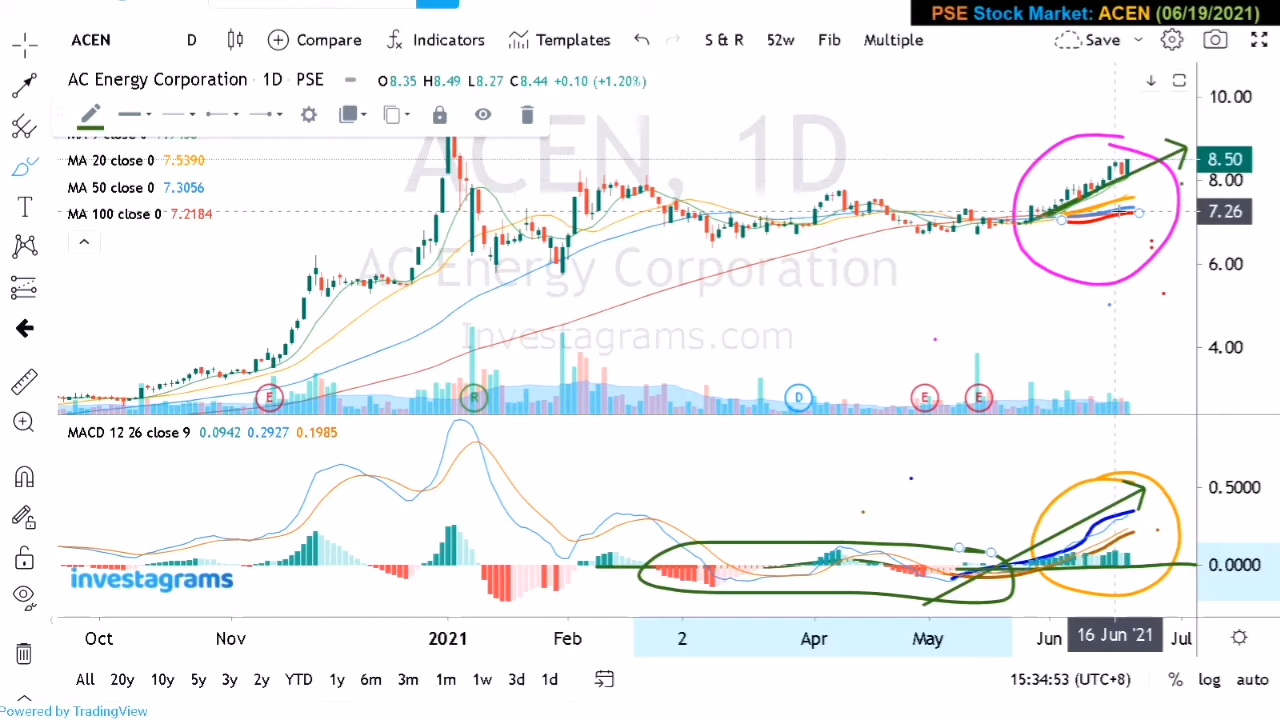 PSE Stock Market: ACEN (06/19/2021)
ACEN D Compare Indicators Templates S & R 52w Fib Multiple Save
AC Energy Corporation · 1D · PSE O8.35 H8.49 L8.27 C8.44 +0.10 (+1.20%)
10.00
MA 20 close 0 7.5390
8.50
8.00
MA 50 close 0 7.3056
MA 100 close 0 7.2184
7.26
ACEN, 1D
AC Energy Corporation
Investagrams.com
6.00
4.00
E R D E E
MACD 12 26 close 9 0.0942 0.2927 0.1985
0.5000
0.0000
investagrams
Oct Nov 2021 Feb 2 Apr May Jun 16 Jun '21 Jul
All 20y 10y 5y 3y 2y YTD 1y 6m 3m 1m 1w 3d 1d 15:34:53 (UTC+8) % log auto
Powered by TradingView